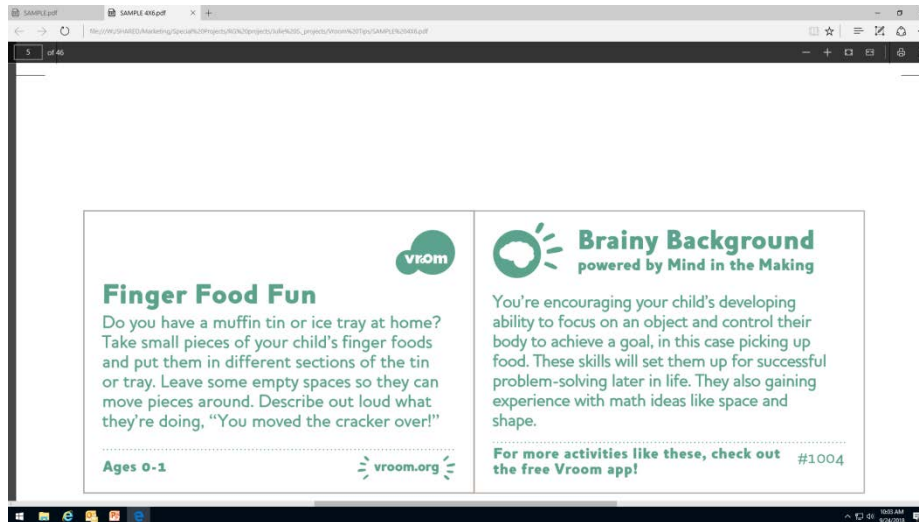 SAMPLE.pdf
SAMPLE 4X6.pdf
5 of 46
vroom
Finger Food Fun
Do you have a muffin tin or ice tray at home?
Take small pieces of your child's finger foods
and put them in different sections of the tin
or tray. Leave some empty spaces so they can
move pieces around. Describe out loud what
they're doing, “You moved the cracker over!”
Ages 0-1
vroom.org
Brainy Background
powered by Mind in the Making
You're encouraging your child's developing
ability to focus on an object and control their
body to achieve a goal, in this case picking up
food. These skills will set them up for successful
problem-solving later in life. They also gaining
experience with math ideas like space and
shape.
For more activities like these, check out
the free Vroom app!
#1004
10:03 AM
9/24/2018